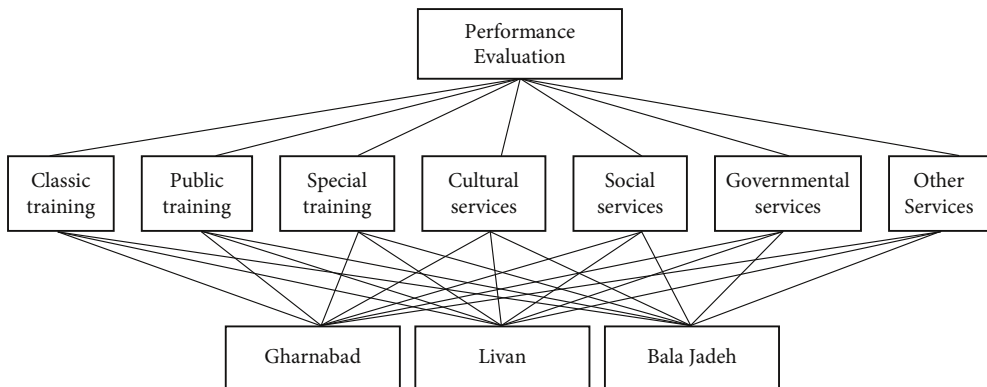 Performance
Evaluation
Classic
training
Public
training
Special
training
Cultural
services
Social
services
Governmental
services
Other
Services
Gharnabad
Livan
Bala Jadeh